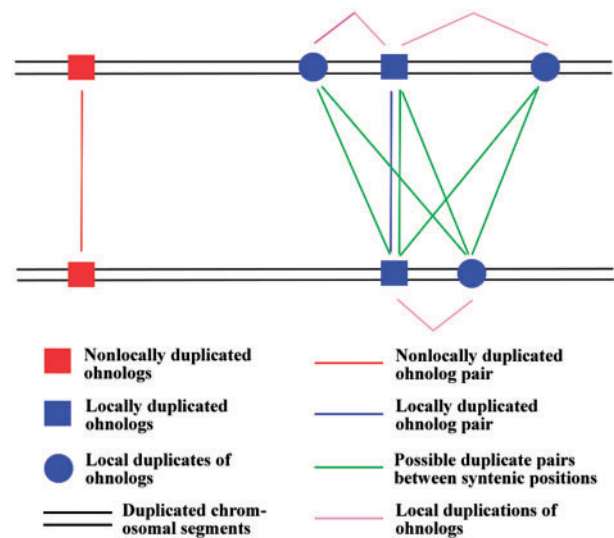 Nonlocally duplicated
ohnologs
Nonlocally duplicated
ohnolog pair
Locally duplicated
ohnologs
Locally duplicated
ohnolog pair
Local duplicates of
ohnologs
Possible duplicate pairs
between syntenic positions
Duplicated chrom-
osomal segments
Local duplications of
ohnologs